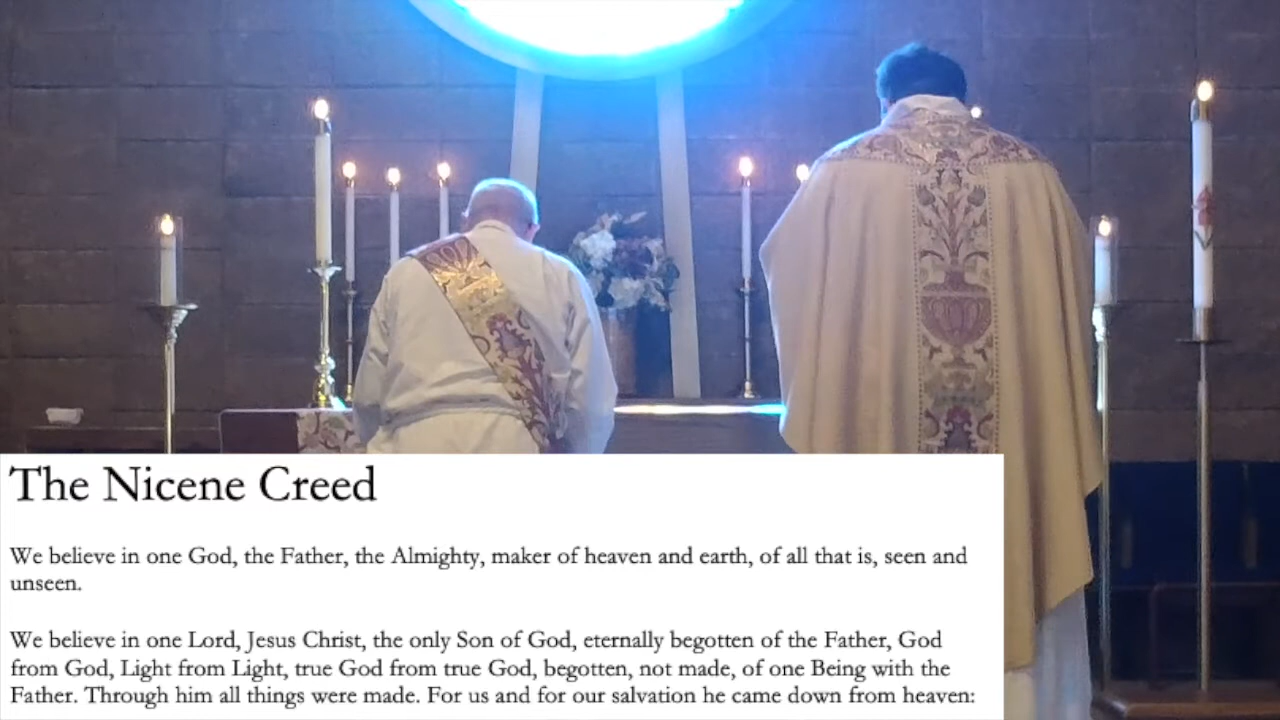 The Nicene Creed
We believe in one God, the Father, the Almighty, maker of heaven and earth, of all that is, seen and
unseen.
We believe in one Lord, Jesus Christ, the only Son of God, eternally begotten of the Father, God
from God, Light from Light, true God from true God, begotten, not made, of one Being with the
Father. Through him all things were made. For us and for our salvation he came down from heaven: